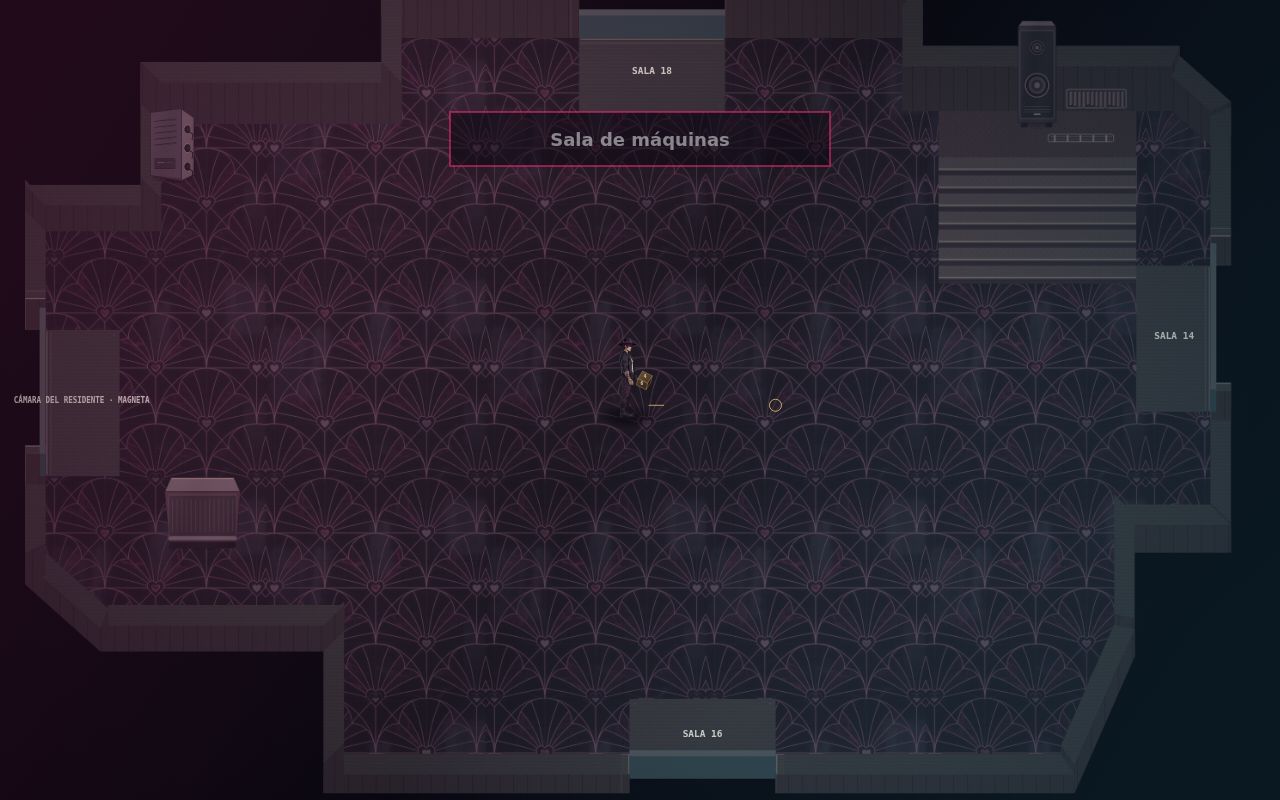 SALA 18
Sala de máquinas
SALA 14
CÁMARA DEL RESIDENTE · MAGNETA
SALA 16